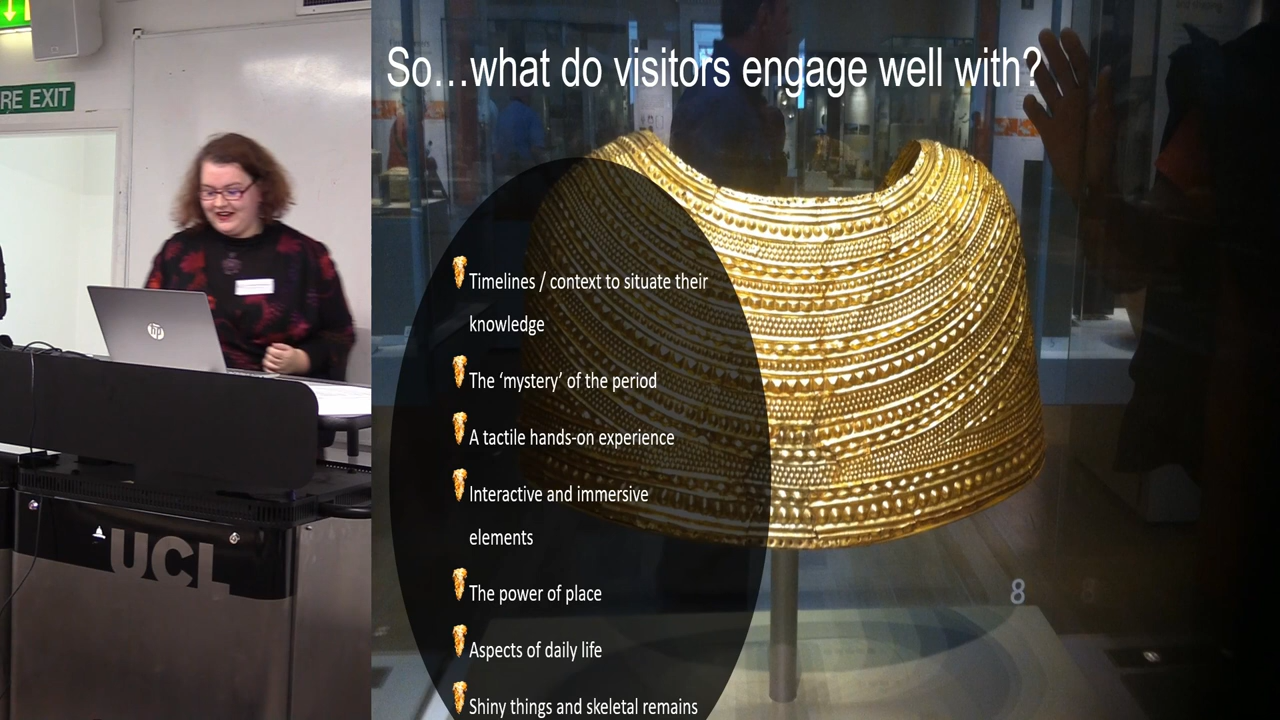 RE EXIT
hp
UCL
So…what do visitors engage well with?
Timelines / context to situate their
knowledge
The ‘mystery’ of the period
A tactile hands-on experience
Interactive and immersive
elements
The power of place
Aspects of daily life
Shiny things and skeletal remains
8